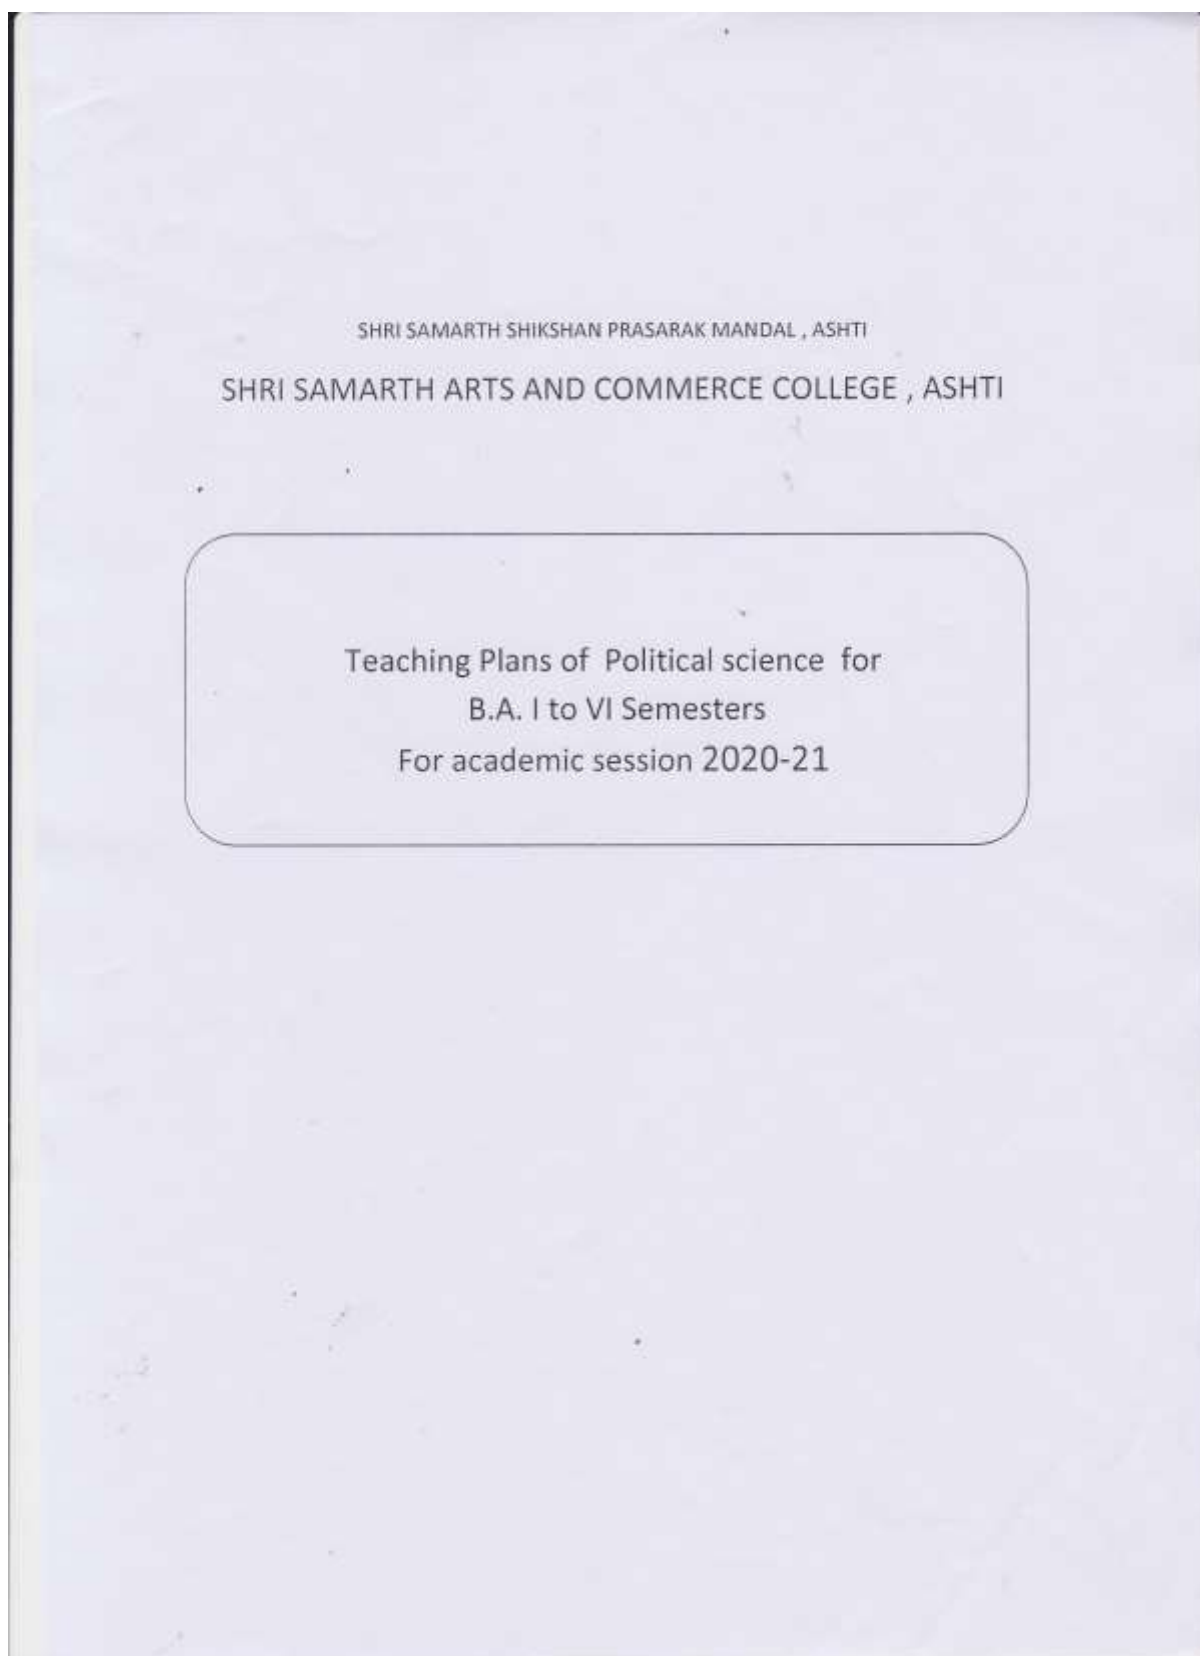 SHRI SAMARTH SHIKSHAN PRASARAK MANDAL , ASHTI
SHRI SAMARTH ARTS AND COMMERCE COLLEGE , ASHTI
Teaching Plans of Political science for
B.A. I to VI Semesters
For academic session 2020-21